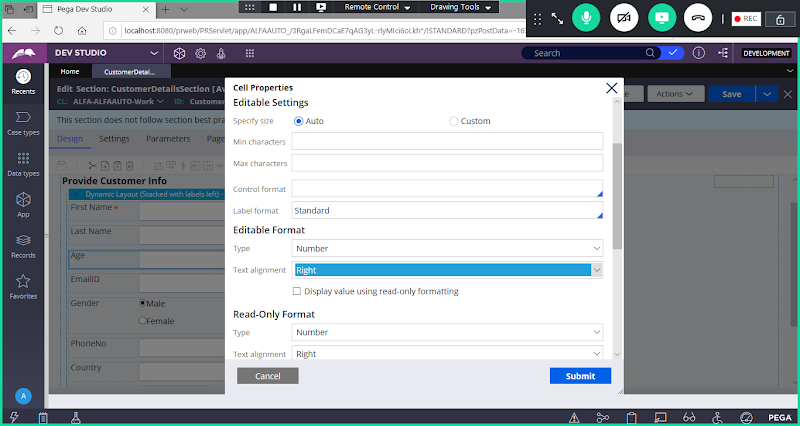 Pega Dev Studio
Remote Control
Drawing Tools
REC
localhost:8080/prweb/PRServlet/app/ALFAAUTO_/3RgaLFemDCaE7qAG3yL-rlyMIci6oLkh*/!STANDARD?pzPostData=-163
DEV STUDIO
Search
DEVELOPMENT
Home
CustomerDetai...
Recents
Edit Section: CustomerDetailsSection [Av
CL: ALFA-ALFAAUTO-Work
ID: Custome
Actions
Save
This section does not follow section best pra
Design
Settings
Parameters
Page
Case types
Data types
App
Records
Favorites
A
Provide Customer Info
Dynamic Layout (Stacked with labels left) -
First Name
Last Name
Age
EmailID
Gender
Male
Female
PhoneNo
Country
Cell Properties
Editable Settings
Specify size
Auto
Custom
Min characters
Max characters
Control format
Label format
Standard
Editable Format
Type
Number
Text alignment
Right
Display value using read-only formatting
Read-Only Format
Type
Number
Text alignment
Right
Cancel
Submit
PEGA